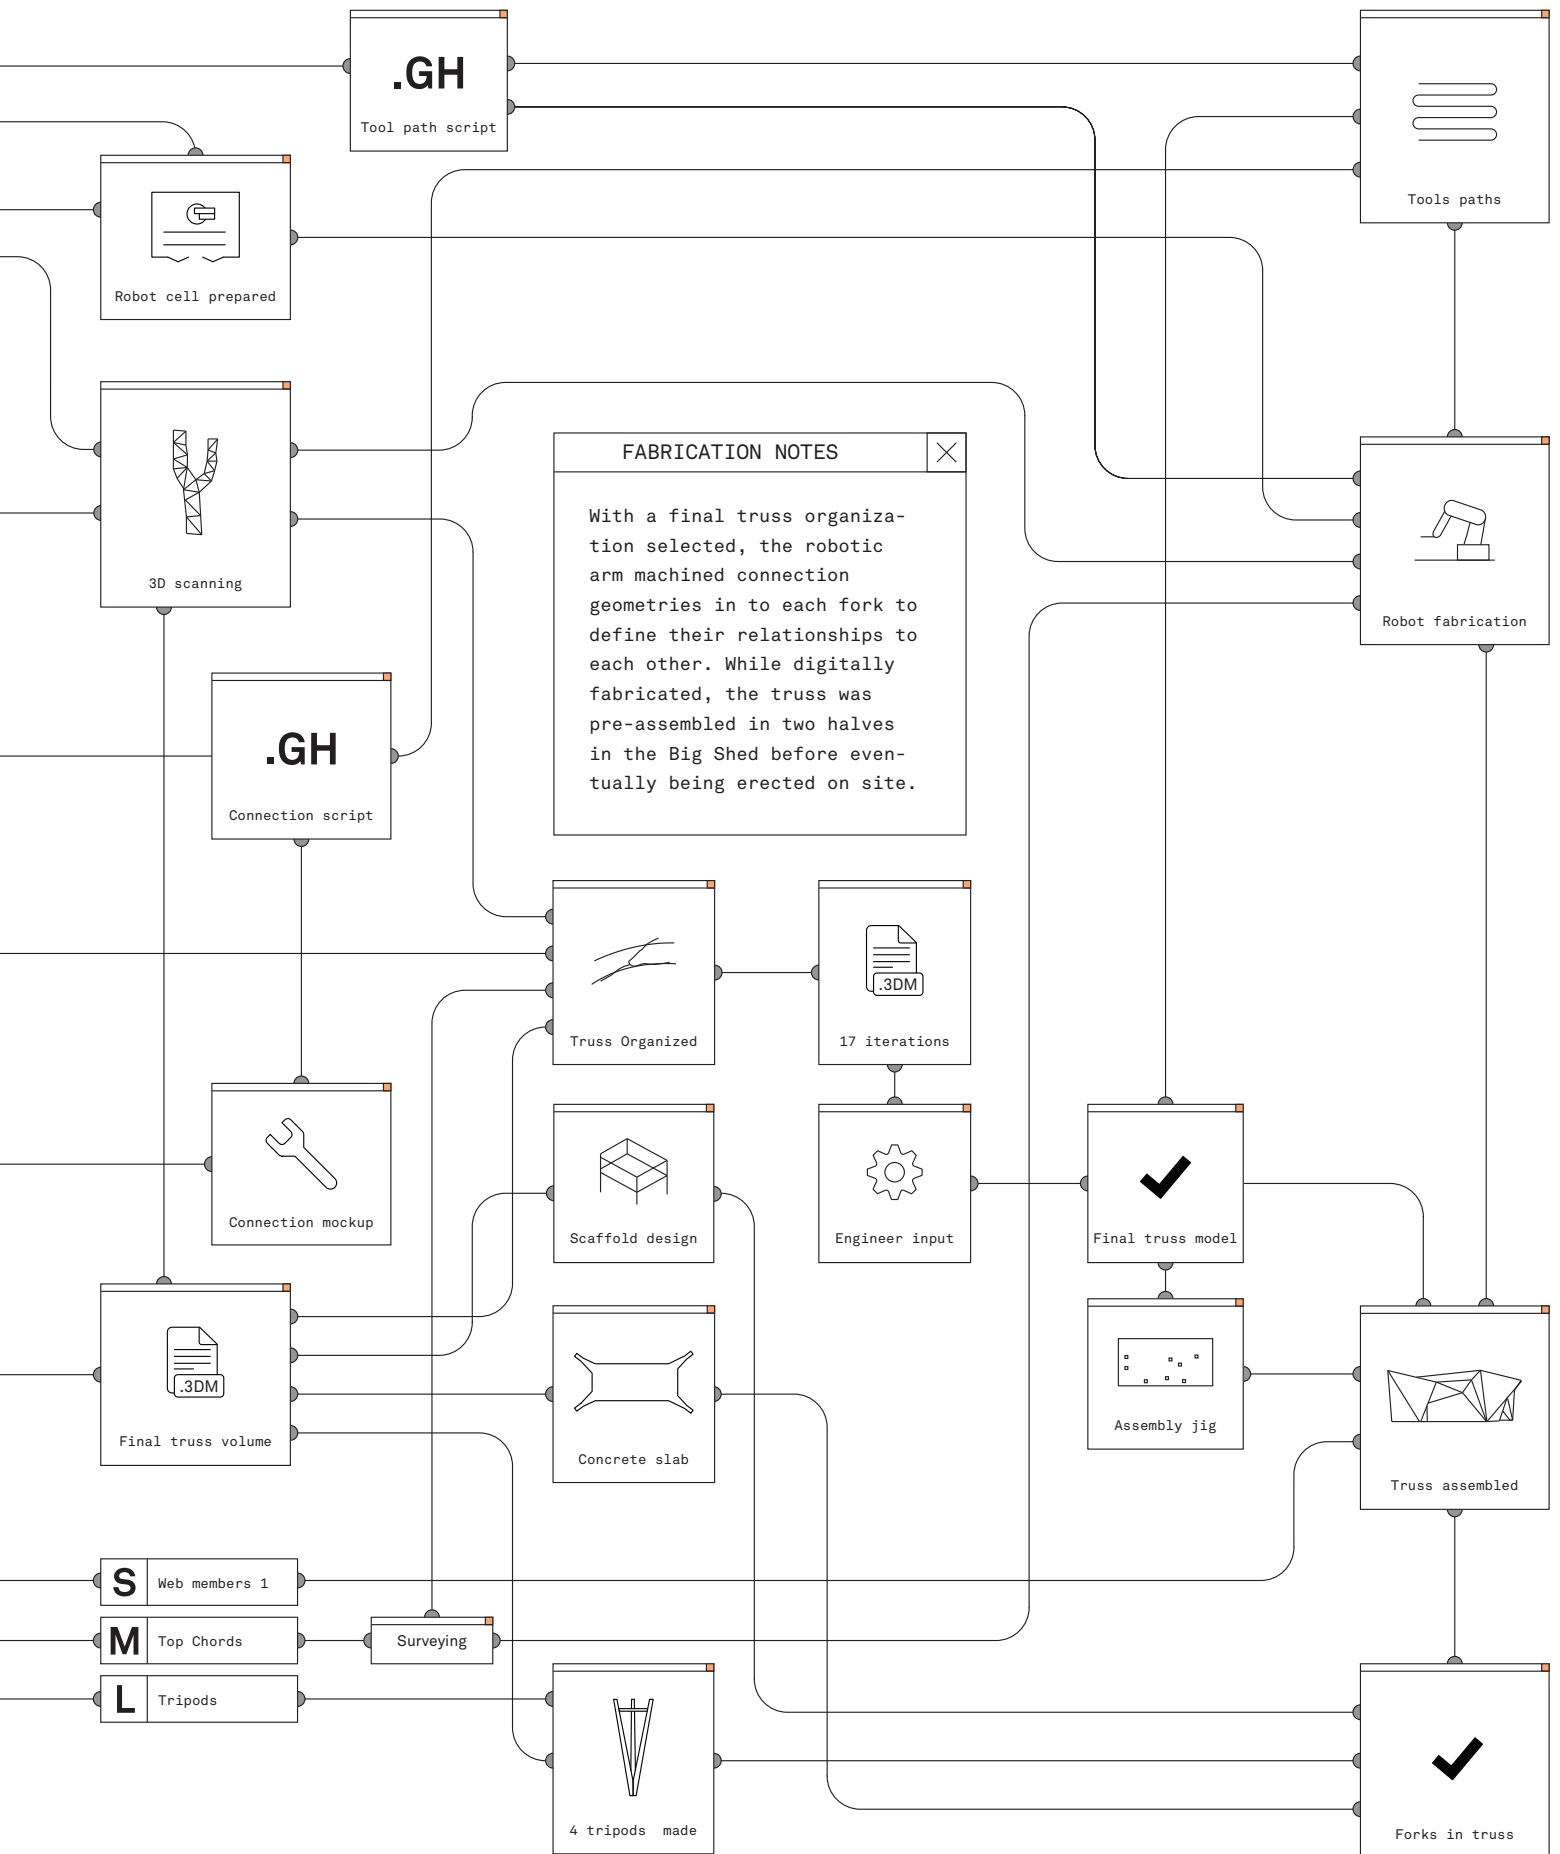 .GH
Tool path script
Tools paths
Robot cell prepared
3D scanning
FABRICATION NOTES
With a final truss organiza-
tion selected, the robotic
arm machined connection
geometries in to each fork to
define their relationships to
each other. While digitally
fabricated, the truss was
pre-assembled in two halves
in the Big Shed before even-
tually being erected on site.
Robot fabrication
.GH
Connection script
Truss Organized
.3DM
17 iterations
Connection mockup
Scaffold design
Engineer input
Final truss model
.3DM
Final truss volume
Concrete slab
Assembly jig
Truss assembled
S
Web members 1
M
Top Chords
Surveying
L
Tripods
4 tripods  made
Forks in truss